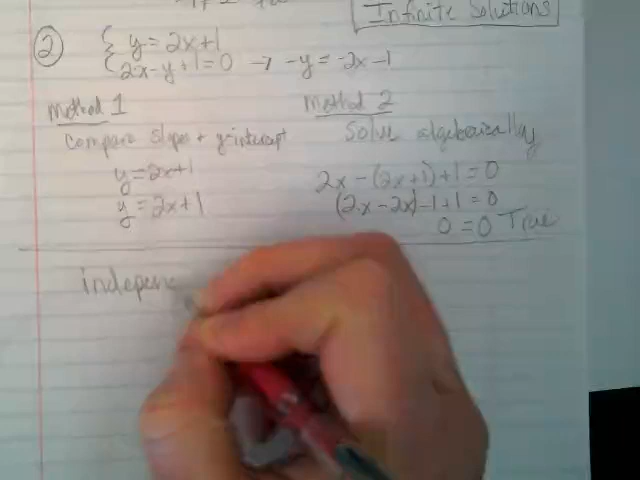 Infinite Solutions
② { y = 2x+1
{ 2x-y+1=0 → -y = -2x-1
method 1
Compare slopes + y-intercept
y=2x+1
y=2x+1
method 2
Solve algebraically
2x-(2x+1)+1=0
(2x-2x)-1+1=0
0=0 True
indepen